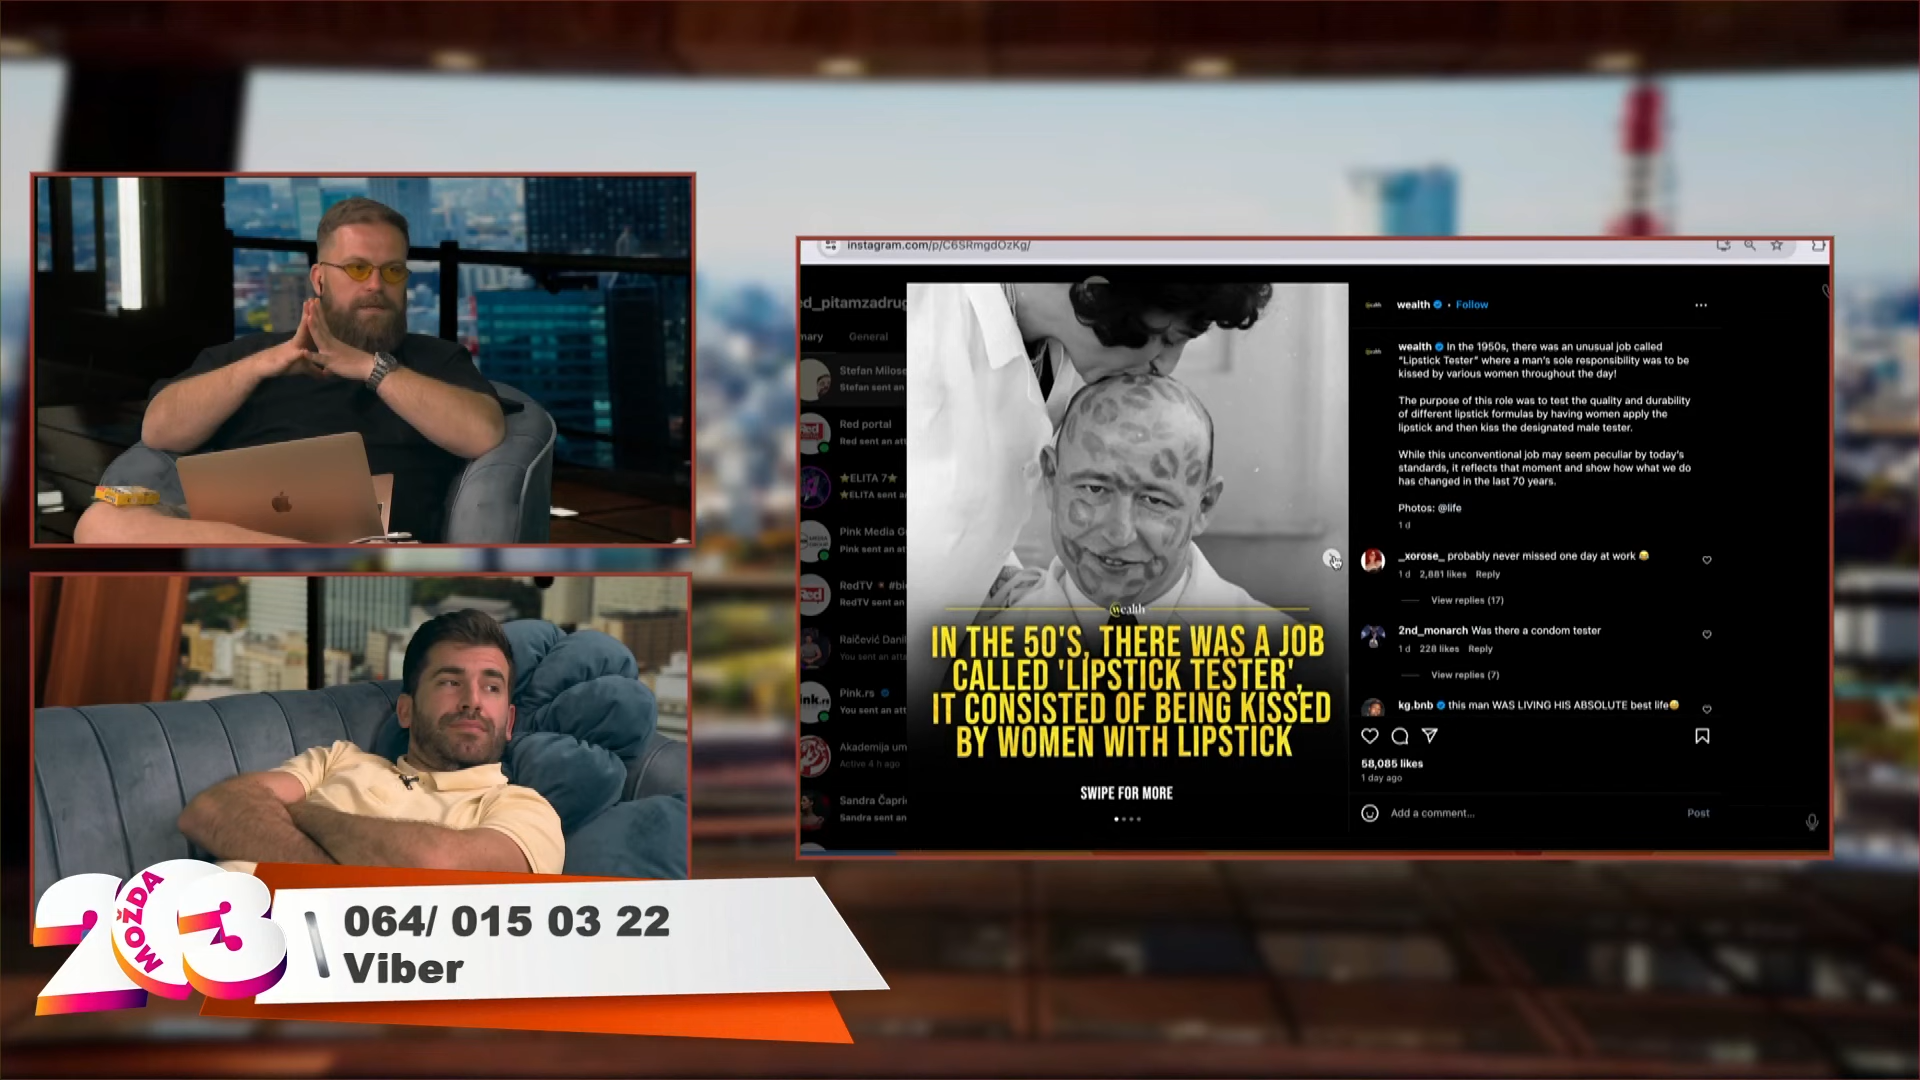 instagram.com/p/C6SRmgdOzKg/
ed_pitamzadrug
mary General
Stefan Milose
Stefan sent an
Red portal
Red sent an att
⭐ELITA 7⭐
⭐ELITA sent a
Pink Media G
Pink sent an at
RedTV
RedTV sent an
Raičević Danil
You sent an atta
Pink.rs
You sent an att
Akademija um
Active 4 h ago
Sandra Čapri
Sandra sent an
wealth
IN THE 50'S, THERE WAS A JOB
CALLED 'LIPSTICK TESTER',
IT CONSISTED OF BEING KISSED
BY WOMEN WITH LIPSTICK
SWIPE FOR MORE
wealth • Follow
wealth In the 1950s, there was an unusual job called
"Lipstick Tester" where a man's sole responsibility was to be
kissed by various women throughout the day!
The purpose of this role was to test the quality and durability
of different lipstick formulas by having women apply the
lipstick and then kiss the designated male tester.
While this unconventional job may seem peculiar by today's
standards, it reflects that moment and show how what we do
has changed in the last 70 years.
Photos: @life
1 d
_xorose_ probably never missed one day at work 😂
1 d 2,881 likes Reply
View replies (17)
2nd_monarch Was there a condom tester
1 d 228 likes Reply
View replies (7)
kg.bnb this man WAS LIVING HIS ABSOLUTE best life😂
58,085 likes
1 day ago
Add a comment... Post
2 MOŽDA 3
064/ 015 03 22
Viber